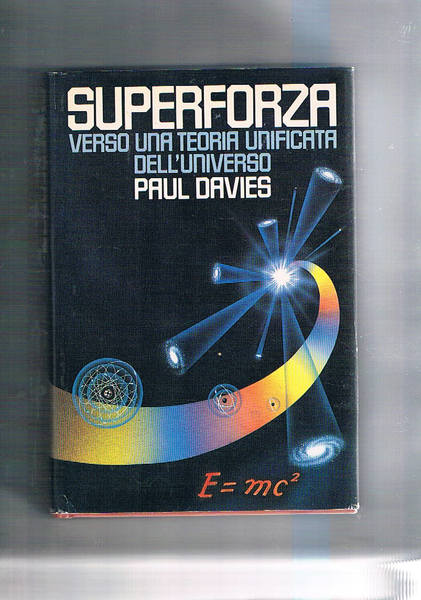 SUPERFORZA
VERSO UNA TEORIA UNIFICATA
DELL'UNIVERSO
PAUL DAVIES
E = mc²